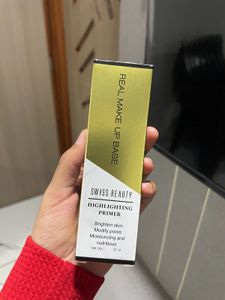 REAL MAKE UP BASE
SWISS BEAUTY
HIGHLIGHTING
PRIMER
Brighten skin
Modify pores
Moisturizing and
nutritious